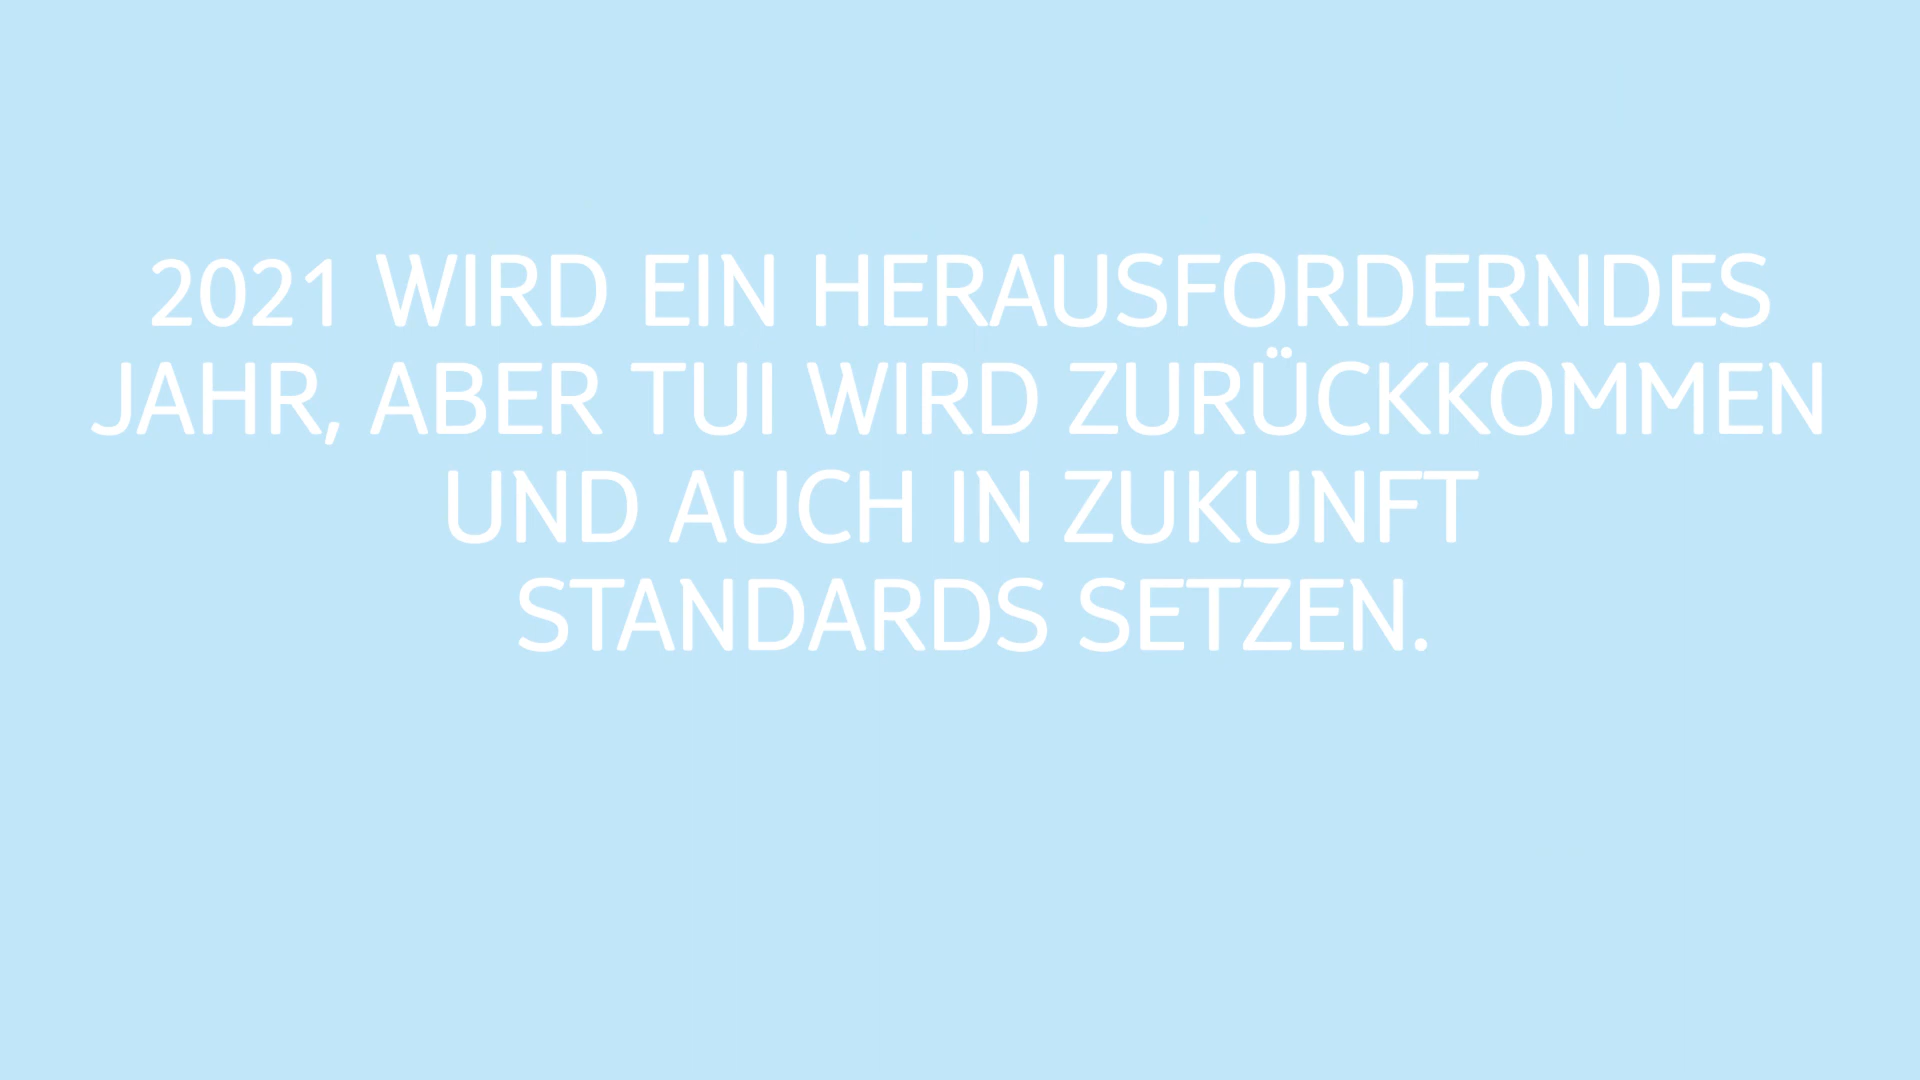 2021 WIRD EIN HERAUSFORDERNDES
JAHR, ABER TUI WIRD ZURÜCKKOMMEN
UND AUCH IN ZUKUNFT
STANDARDS SETZEN.